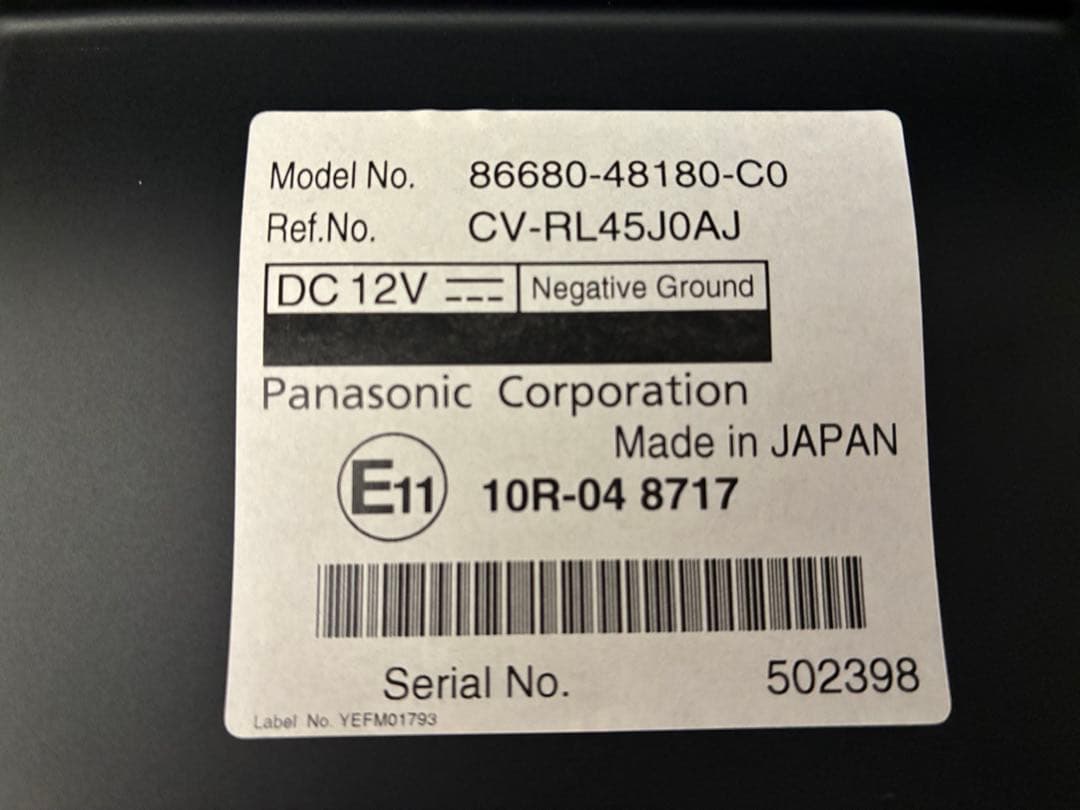 Model No. 86680-48180-C0
Ref.No. CV-RL45J0AJ
DC 12V Negative Ground
Panasonic Corporation
Made in JAPAN
E11 10R-04 8717
Serial No. 502398
Label No. YEFM01793